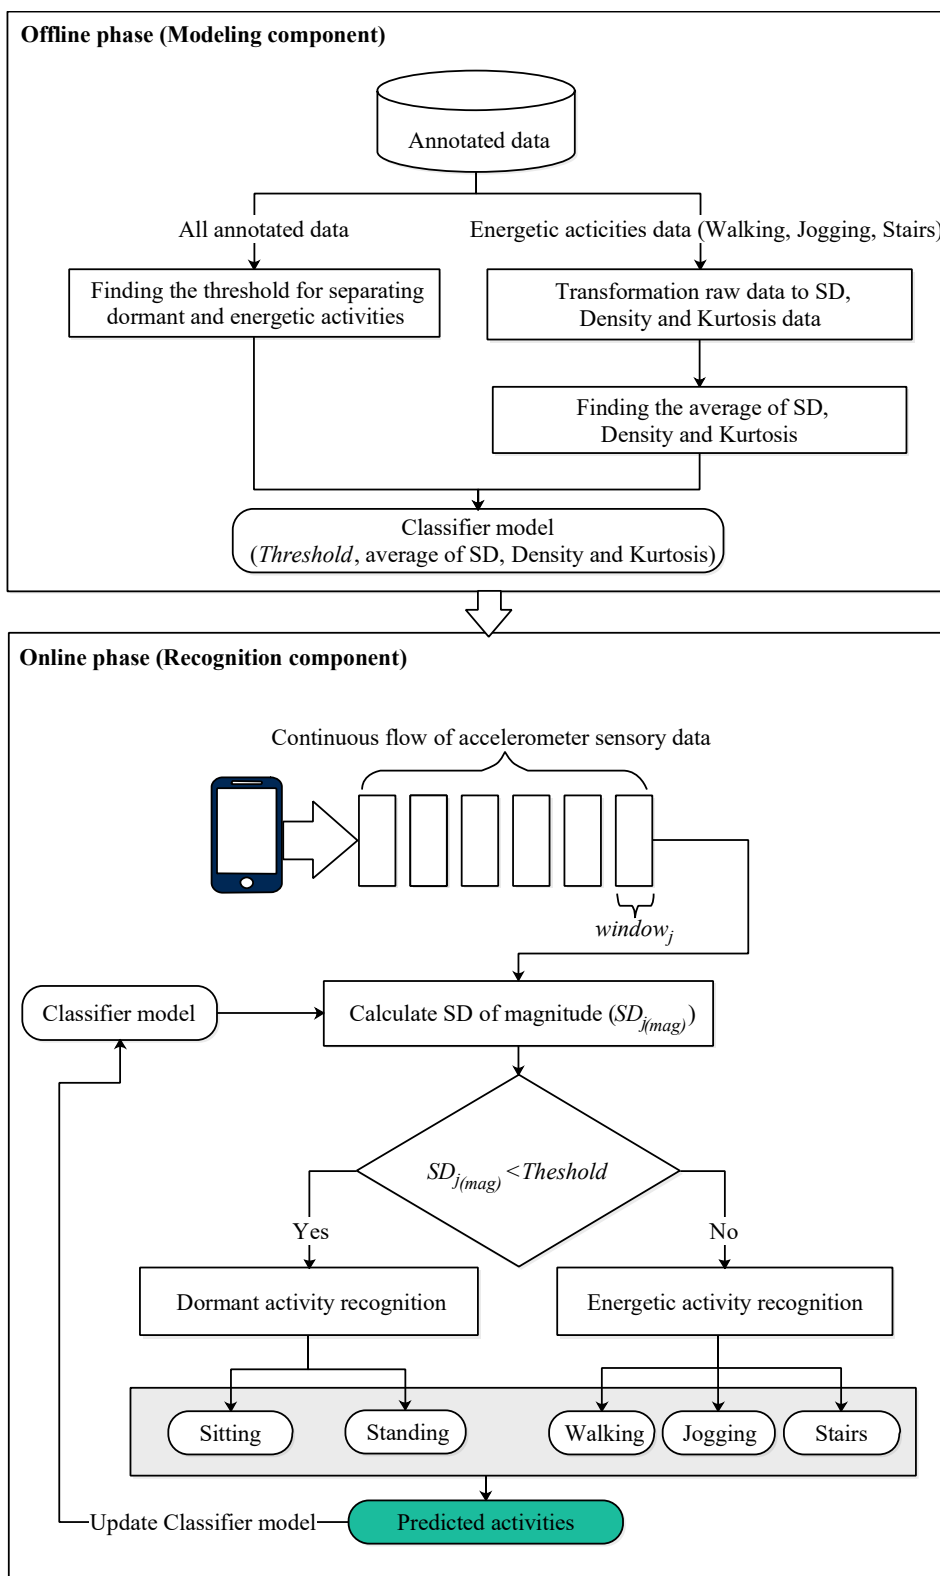 Offline phase (Modeling component)
Annotated data
All annotated data
Energetic acticities data (Walking, Jogging, Stairs)
Finding the threshold for separating
dormant and energetic activities
Transformation raw data to SD,
Density and Kurtosis data
Finding the average of SD,
Density and Kurtosis
Classifier model
(Threshold, average of SD, Density and Kurtosis)
Online phase (Recognition component)
Continuous flow of accelerometer sensory data
window_j
Classifier model
Calculate SD of magnitude (SD_j(mag))
SD_j(mag) <Theshold
Yes
No
Dormant activity recognition
Energetic activity recognition
Sitting
Standing
Walking
Jogging
Stairs
Update Classifier model
Predicted activities